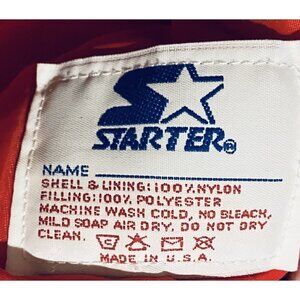 STARTER®
NAME
SHELL & LINING: 100% NYLON
FILLING: 100% POLYESTER
MACHINE WASH COLD, NO BLEACH,
MILD SOAP AIR DRY. DO NOT DRY
CLEAN.
MADE IN U.S.A.